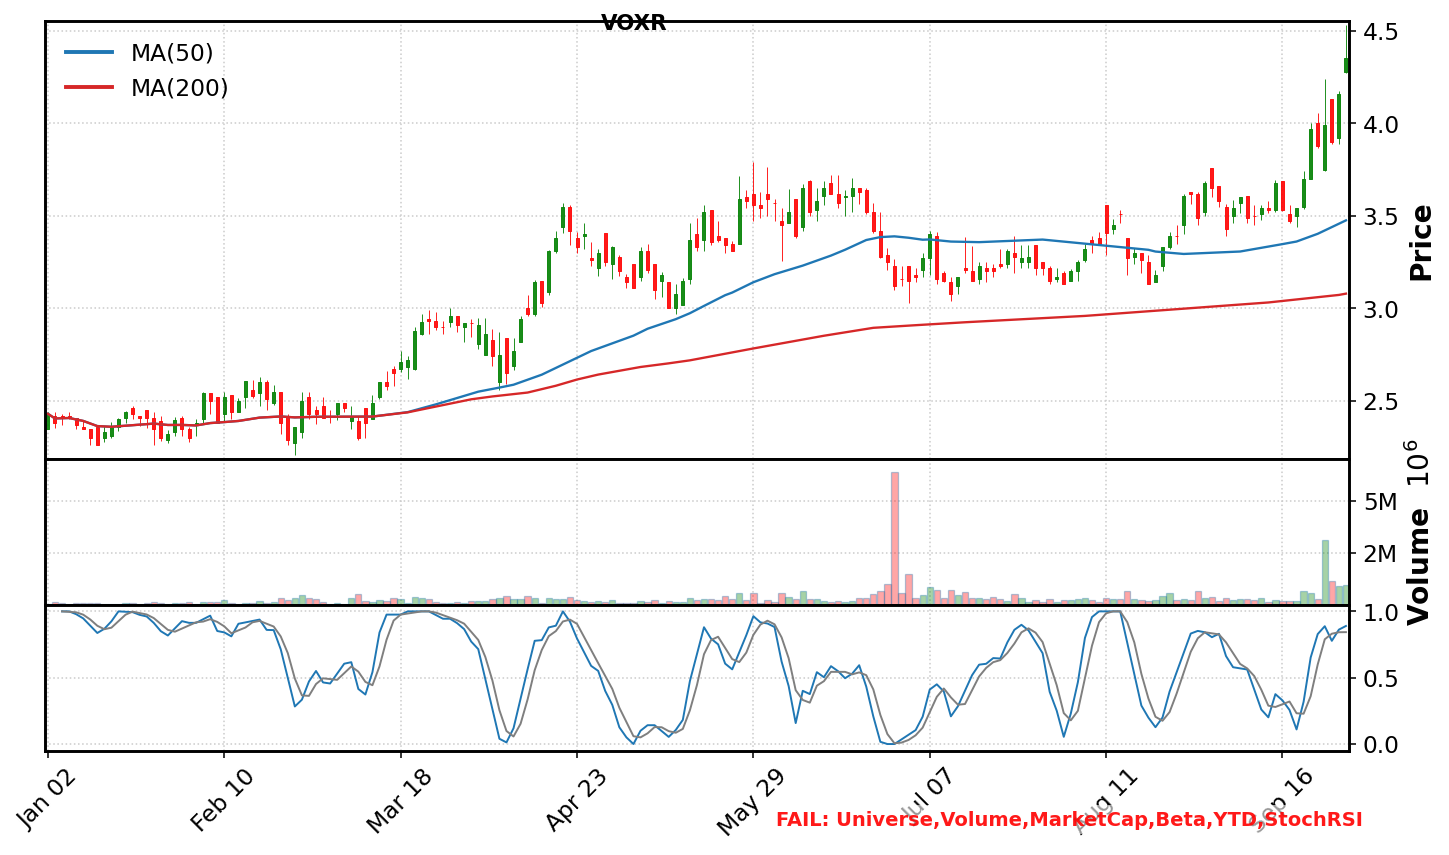 VOXR
MA(50)
MA(200)
4.5
4.0
3.5
3.0
2.5
Price
5M
2M
Volume 10⁶
1.0
0.5
0.0
Jan 02
Feb 10
Mar 18
Apr 23
May 29
Jul 07
Aug 11
Sep 16
FAIL: Universe,Volume,MarketCap,Beta,YTD,StochRSI